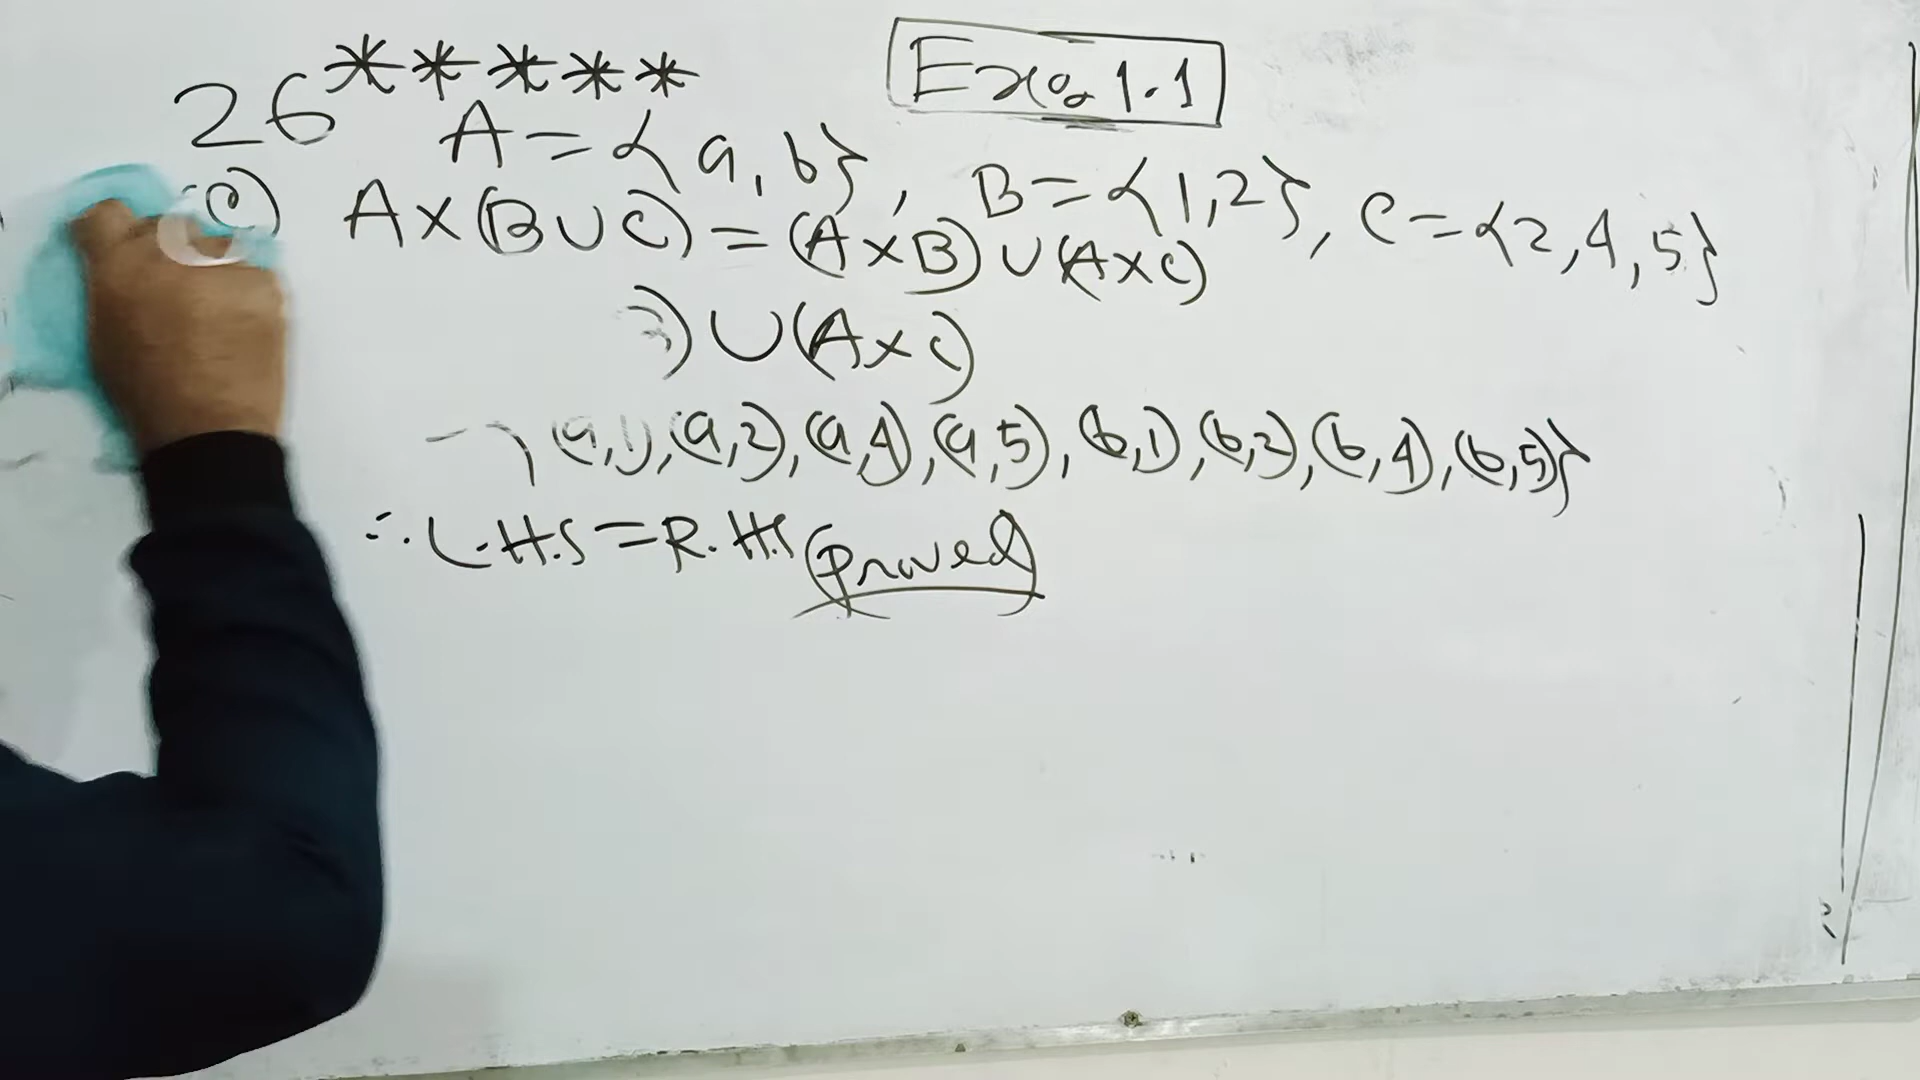 Exc 1.1
26***** A = {a, b}, B = {1,2}, C = {2,4,5}
(C) A×(B∪C) = (A×B)∪(A×C)
)∪(A×C)
(a,1),(a,2),(a,4),(a,5),(b,1),(b,2),(b,4),(b,5)}
∴ L.H.S = R.H.S (proved)